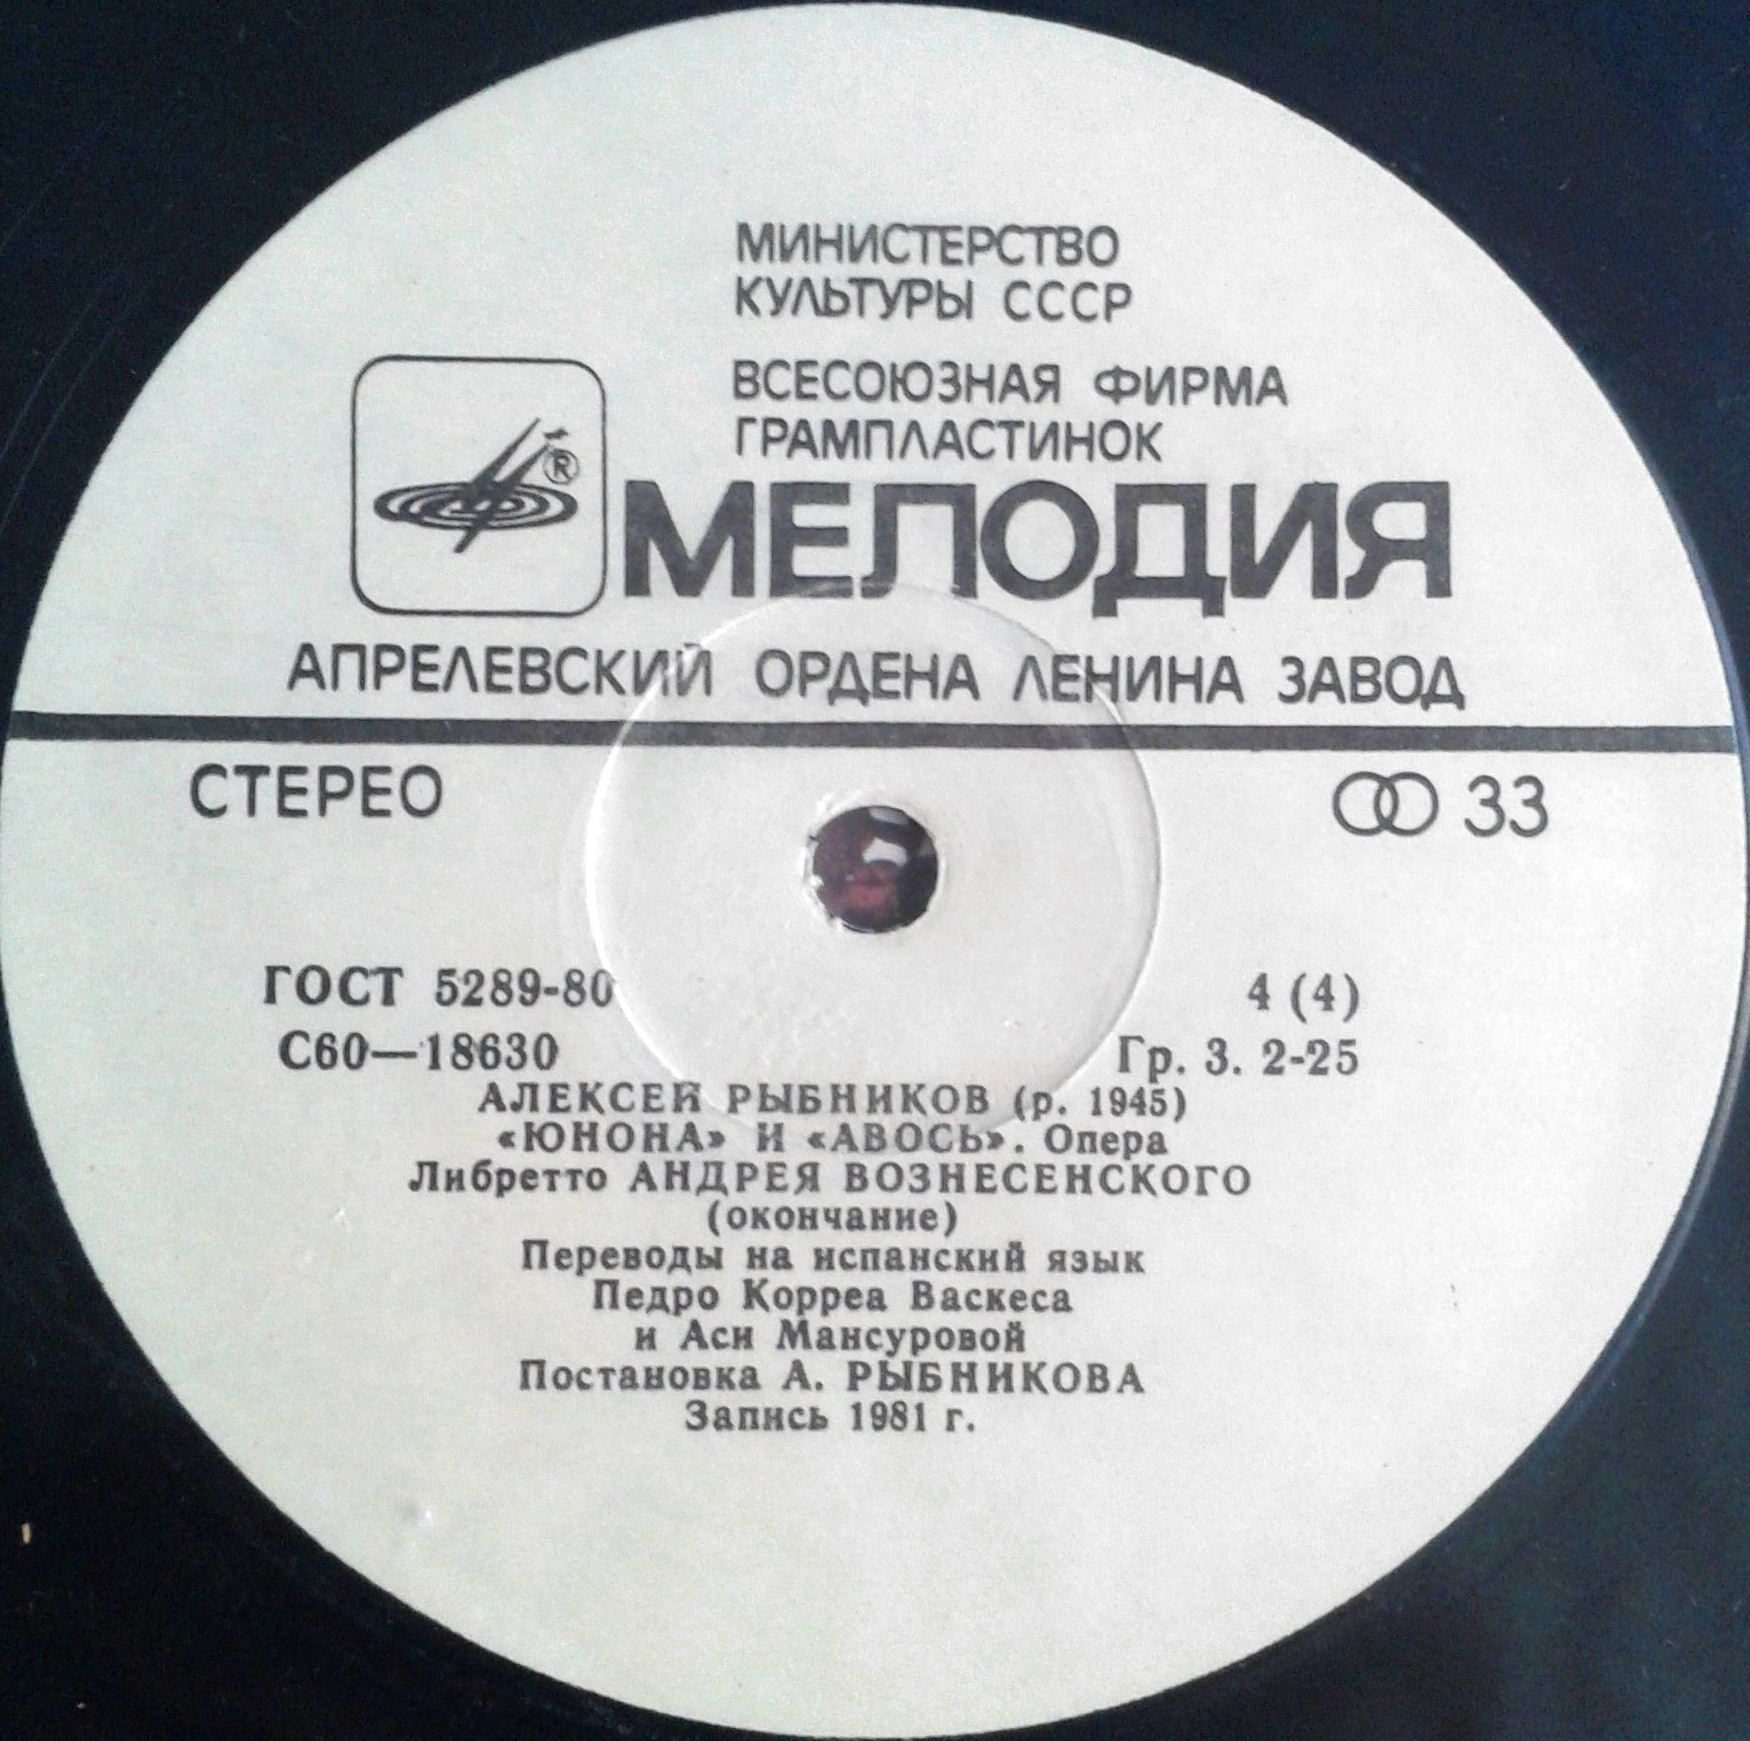 МИНИСТЕРСТВО
КУЛЬТУРЫ СССР
ВСЕСОЮЗНАЯ ФИРМА
ГРАМПЛАСТИНОК
®
МЕЛОДИЯ
АПРЕЛЕВСКИЙ ОРДЕНА ЛЕНИНА ЗАВОД
СТЕРЕО 33
ГОСТ 5289-80 4 (4)
С60—18630 Гр. 3. 2-25
АЛЕКСЕЙ РЫБНИКОВ (р. 1945)
«ЮНОНА» И «АВОСЬ». Опера
Либретто АНДРЕЯ ВОЗНЕСЕНСКОГО
(окончание)
Переводы на испанский язык
Педро Корреа Васкеса
и Аси Мансуровой
Постановка А. РЫБНИКОВА
Запись 1981 г.